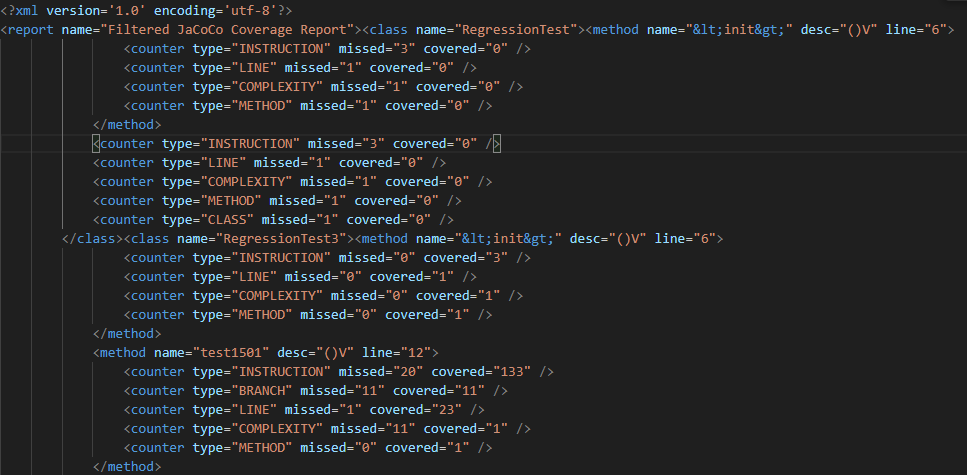 <?xml version='1.0' encoding='utf-8'?>
<report name="Filtered JaCoCo Coverage Report"><class name="RegressionTest"><method name="&lt;init&gt;" desc="()V" line="6">
<counter type="INSTRUCTION" missed="3" covered="0" />
<counter type="LINE" missed="1" covered="0" />
<counter type="COMPLEXITY" missed="1" covered="0" />
<counter type="METHOD" missed="1" covered="0" />
</method>
<counter type="INSTRUCTION" missed="3" covered="0" />
<counter type="LINE" missed="1" covered="0" />
<counter type="COMPLEXITY" missed="1" covered="0" />
<counter type="METHOD" missed="1" covered="0" />
<counter type="CLASS" missed="1" covered="0" />
</class><class name="RegressionTest3"><method name="&lt;init&gt;" desc="()V" line="6">
<counter type="INSTRUCTION" missed="0" covered="3" />
<counter type="LINE" missed="0" covered="1" />
<counter type="COMPLEXITY" missed="0" covered="1" />
<counter type="METHOD" missed="0" covered="1" />
</method>
<method name="test1501" desc="()V" line="12">
<counter type="INSTRUCTION" missed="20" covered="133" />
<counter type="BRANCH" missed="11" covered="11" />
<counter type="LINE" missed="1" covered="23" />
<counter type="COMPLEXITY" missed="11" covered="1" />
<counter type="METHOD" missed="0" covered="1" />
</method>